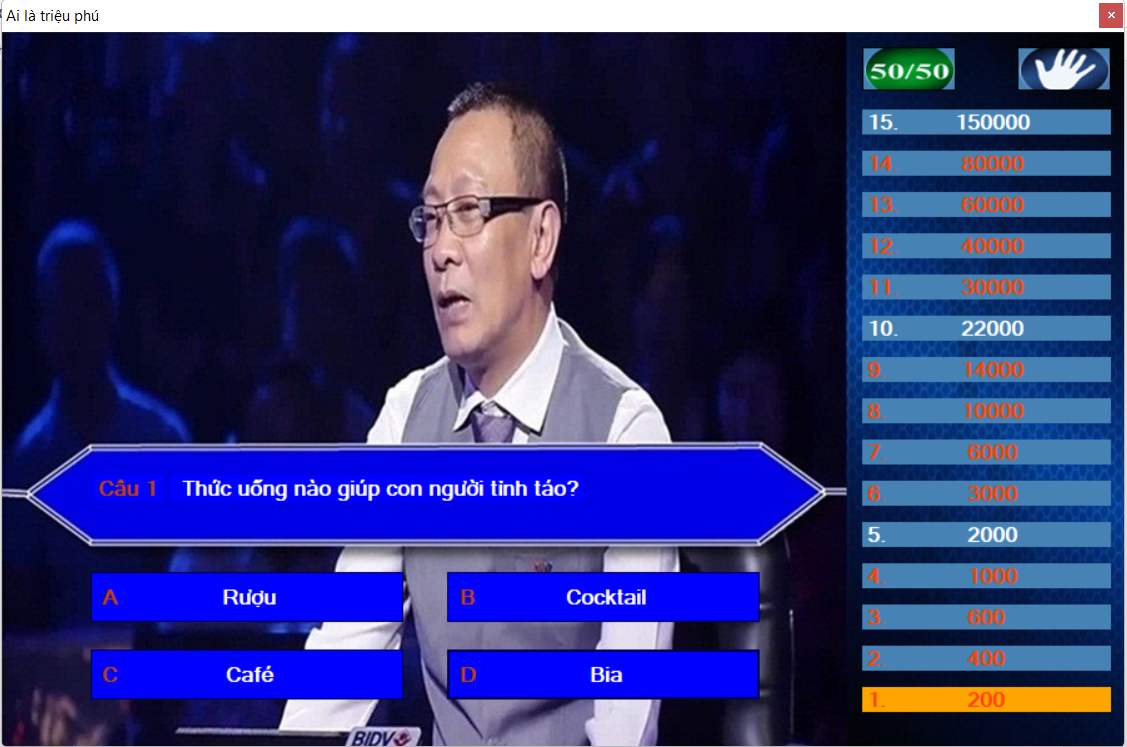 Ai là triệu phú
50/50
15. 150000
14. 80000
13. 60000
12. 40000
11. 30000
10. 22000
9. 14000
8. 10000
7. 6000
6. 3000
5. 2000
4. 1000
3. 600
2. 400
1. 200
Câu 1 Thức uống nào giúp con người tỉnh táo?
A Rượu
B Cocktail
C Café
D Bia
BIDV